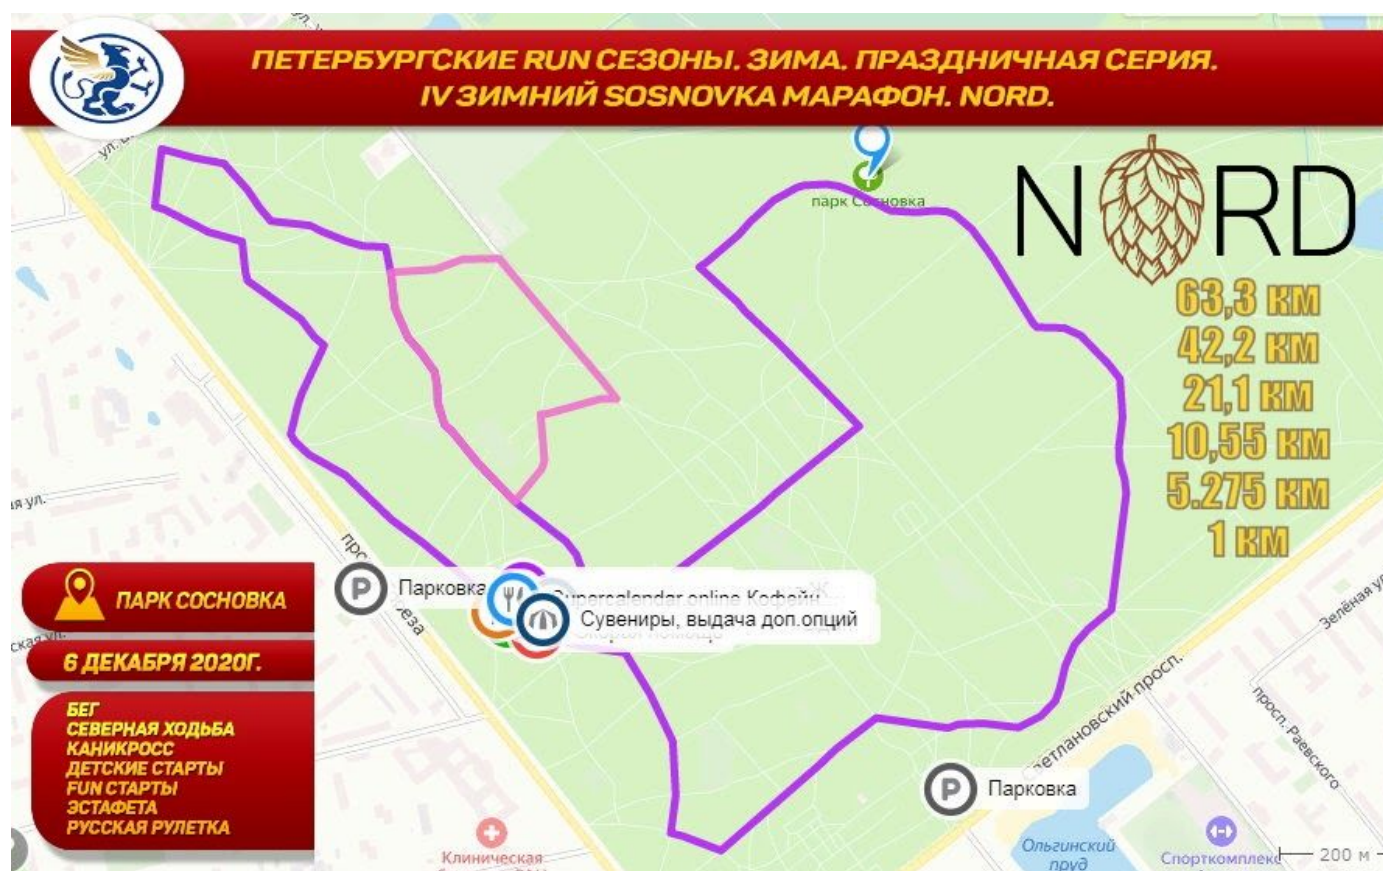 ПЕТЕРБУРГСКИЕ RUN СЕЗОНЫ. ЗИМА. ПРАЗДНИЧНАЯ СЕРИЯ.
IV ЗИМНИЙ SOSNOVKA МАРАФОН. NORD.
парк Сосновка
NORD
63,3 КМ
42,2 КМ
21,1 КМ
10,55 КМ
5.275 КМ
1 КМ
P Парковка
Supercalendar.online Кофейн
Сувениры, выдача доп.опций
ПАРК СОСНОВКА
6 ДЕКАБРЯ 2020Г.
БЕГ
СЕВЕРНАЯ ХОДЬБА
КАНИКРОСС
ДЕТСКИЕ СТАРТЫ
FUN СТАРТЫ
ЭСТАФЕТА
РУССКАЯ РУЛЕТКА
Светлановский просп.
Зелёная у
просп. Раевского
P Парковка
Клиническая
Ольгинский
пруд
Спорткомплекс
200 м